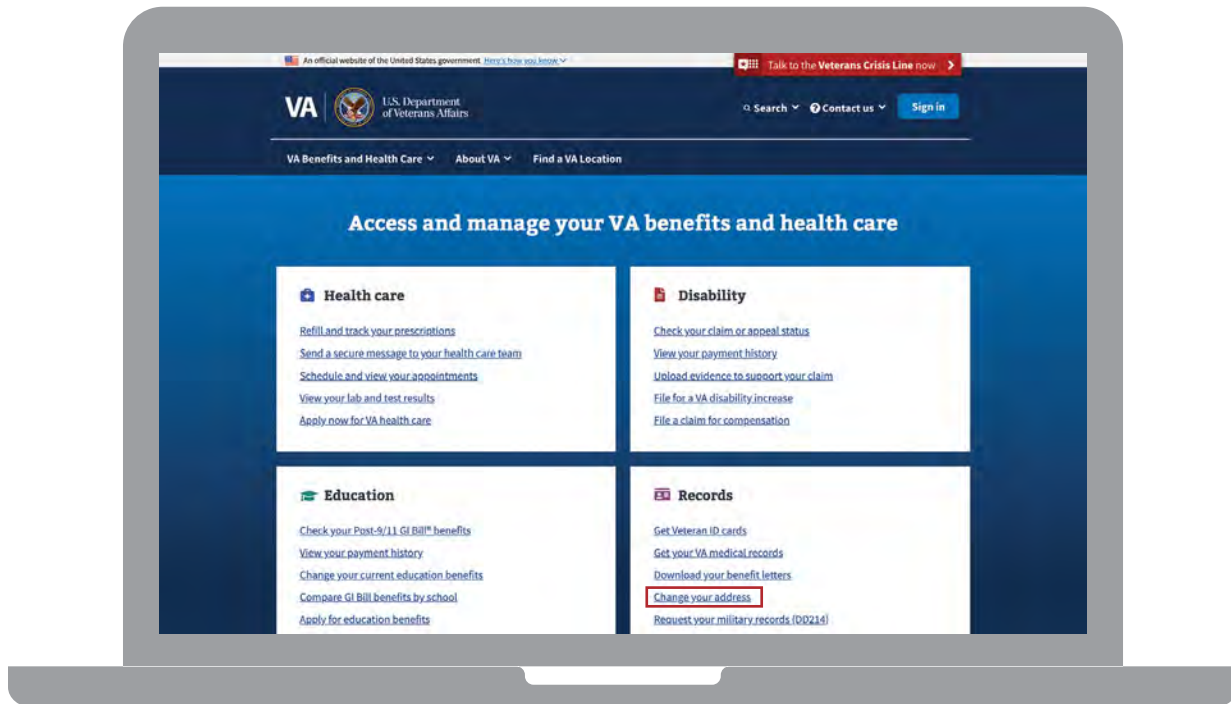 An official website of the United States government Here's how you know
Talk to the Veterans Crisis Line now
VA
U.S. Department
of Veterans Affairs
Search
Contact us
Sign in
VA Benefits and Health Care
About VA
Find a VA Location
Access and manage your VA benefits and health care
Health care
Refill and track your prescriptions
Send a secure message to your health care team
Schedule and view your appointments
View your lab and test results
Apply now for VA health care
Disability
Check your claim or appeal status
View your payment history
Upload evidence to support your claim
File for a VA disability increase
File a claim for compensation
Education
Check your Post-9/11 GI Bill® benefits
View your payment history
Change your current education benefits
Compare GI Bill benefits by school
Apply for education benefits
Records
Get Veteran ID cards
Get your VA medical records
Download your benefit letters
Change your address
Request your military records (DD214)